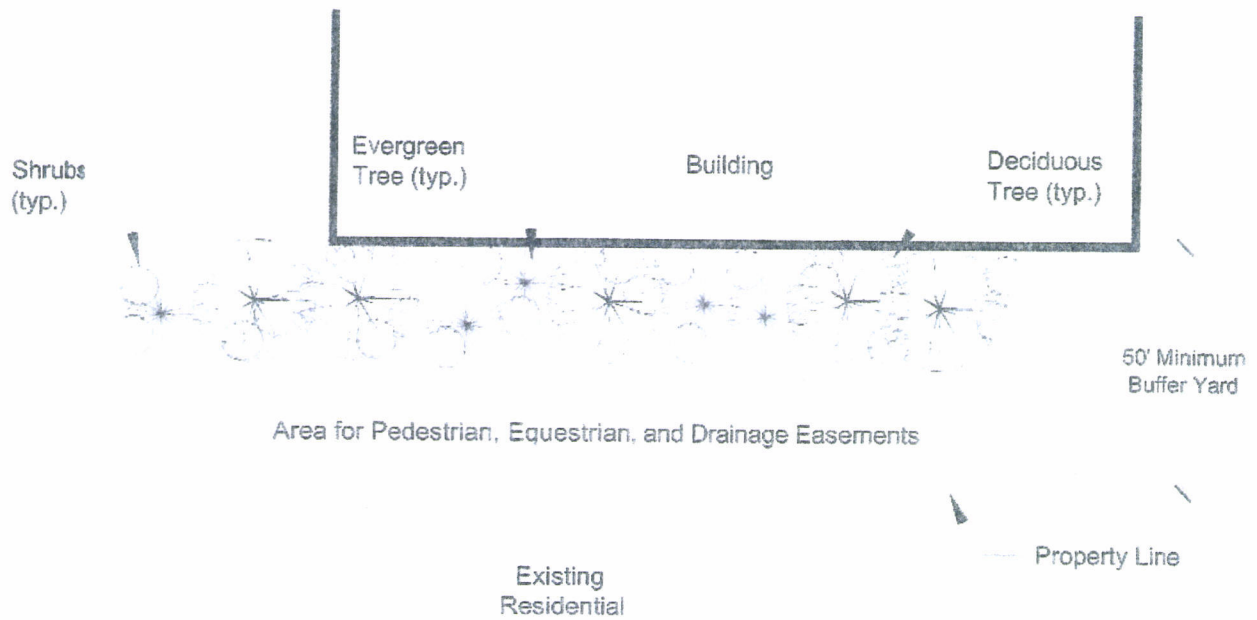 Shrubs
(typ.)
Evergreen
Tree (typ.)
Building
Deciduous
Tree (typ.)
50' Minimum
Buffer Yard
Area for Pedestrian, Equestrian, and Drainage Easements
Property Line
Existing
Residential